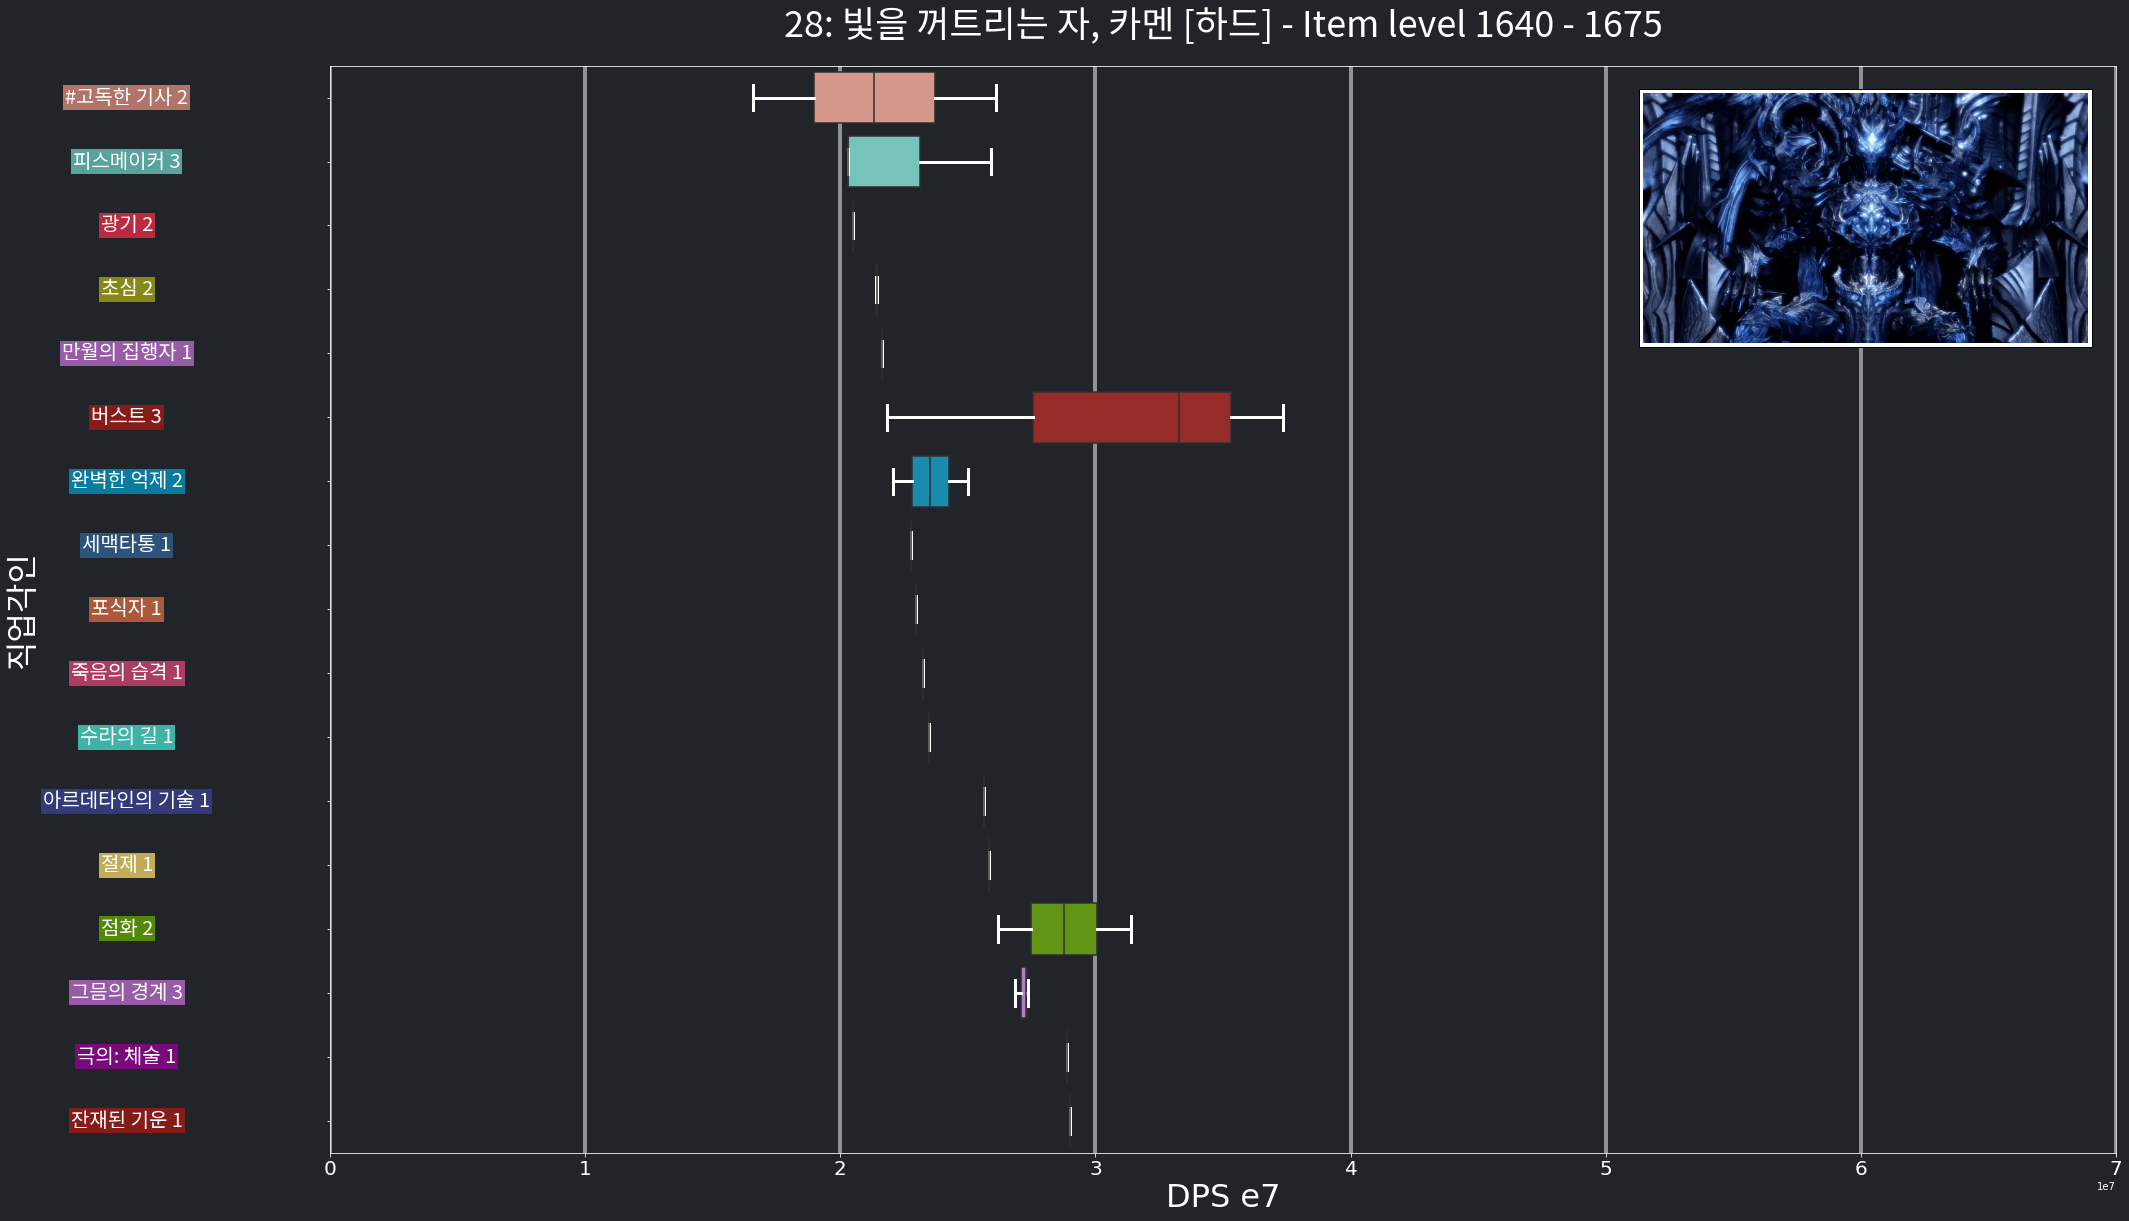 28: 빛을 꺼트리는 자, 카멘 [하드] - Item level 1640 - 1675
#고독한 기사 2
피스메이커 3
광기 2
초심 2
만월의 집행자 1
버스트 3
완벽한 억제 2
세맥타통 1
포식자 1
죽음의 습격 1
수라의 길 1
아르데타인의 기술 1
절제 1
점화 2
그믐의 경계 3
극의: 체술 1
잔재된 기운 1
직업각인
0 1 2 3 4 5 6 7
1e7
DPS e7